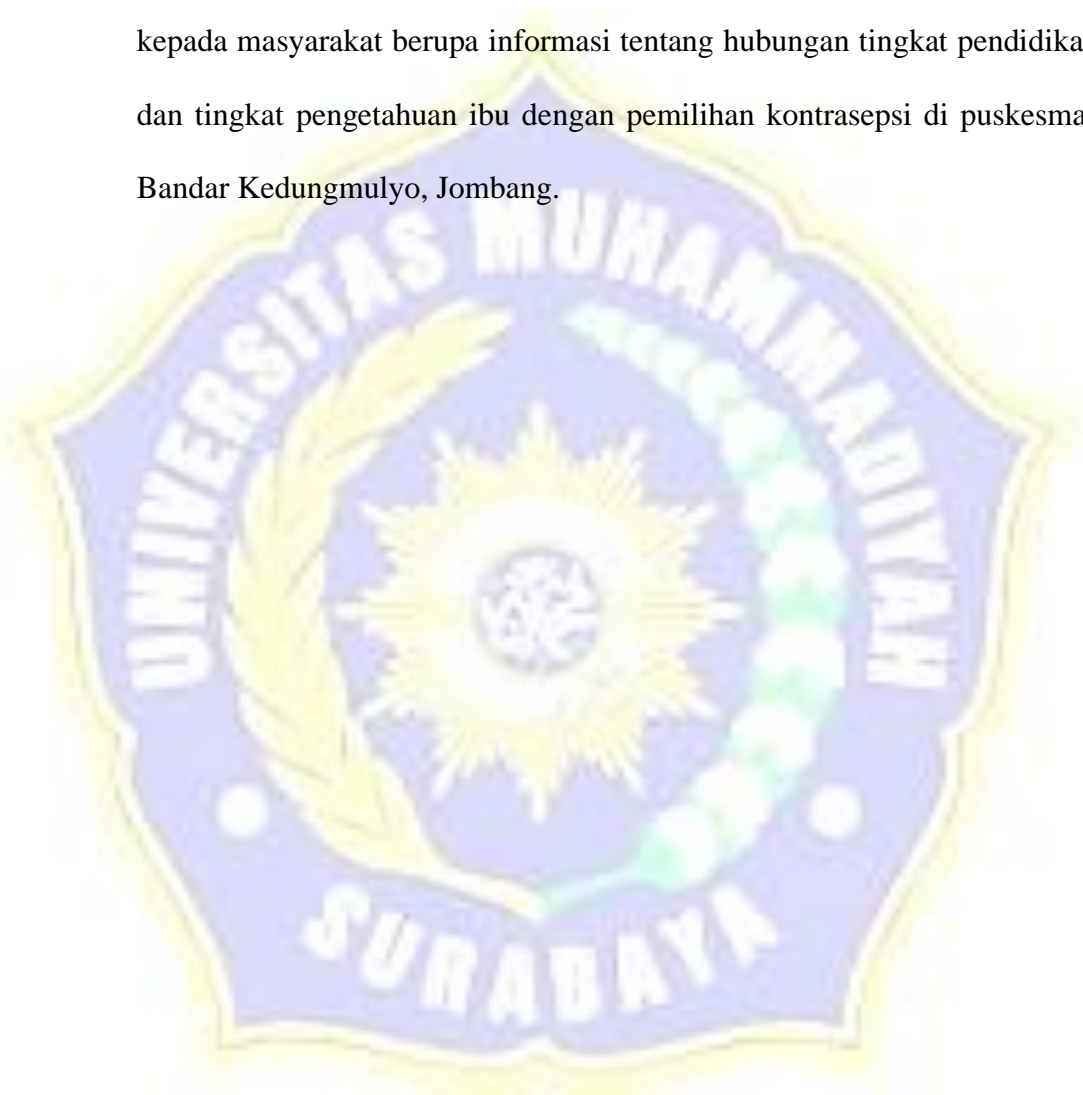 kepada masyarakat berupa informasi tentang hubungan tingkat pendidika
dan tingkat pengetahuan ibu dengan pemilihan kontrasepsi di puskesma
Bandar Kedungmulyo, Jombang.
UNIVERSITAS MUHAMMADIYAH
SURABAYA